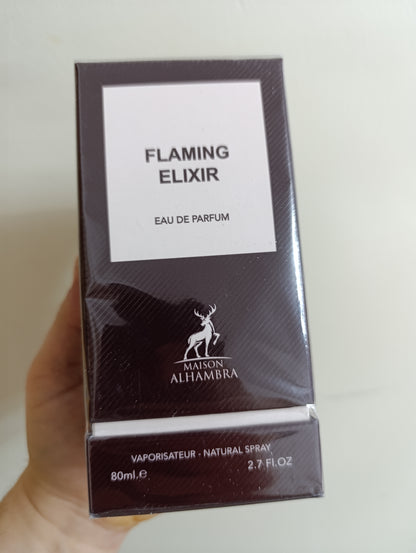 FLAMING
ELIXIR
EAU DE PARFUM
MAISON
ALHAMBRA
VAPORISATEUR - NATURAL SPRAY
80ml.℮ 2.7 Fl.OZ